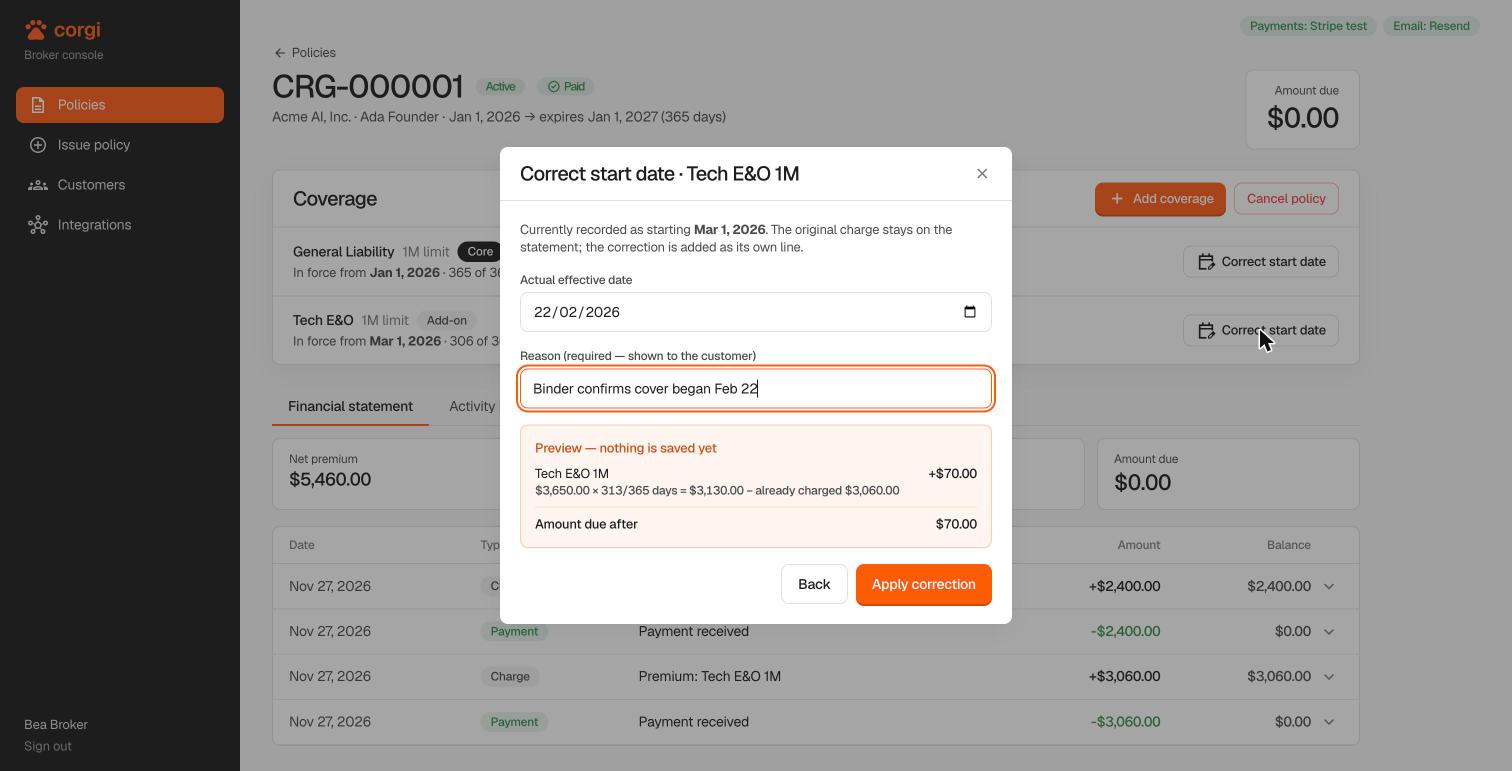 corgi
Broker console
Policies
Issue policy
Customers
Integrations
Bea Broker
Sign out
Payments: Stripe test
Email: Resend
← Policies
CRG-000001 Active Paid
Acme AI, Inc. · Ada Founder · Jan 1, 2026 → expires Jan 1, 2027 (365 days)
Amount due
$0.00
Coverage
+ Add coverage
Cancel policy
General Liability 1M limit Core
In force from Jan 1, 2026 · 365 of
Correct start date
Tech E&O 1M limit Add-on
In force from Mar 1, 2026 · 306 of
Correct start date
Correct start date · Tech E&O 1M
Currently recorded as starting Mar 1, 2026. The original charge stays on the
statement; the correction is added as its own line.
Actual effective date
22/02/2026
Reason (required — shown to the customer)
Binder confirms cover began Feb 22
Preview — nothing is saved yet
Tech E&O 1M +$70.00
$3,650.00 × 313/365 days = $3,130.00 – already charged $3,060.00
Amount due after $70.00
Back
Apply correction
Financial statement Activity
Net premium
$5,460.00
Amount due
$0.00
Date Amount Balance
Nov 27, 2026 +$2,400.00 $2,400.00
Nov 27, 2026 Payment Payment received -$2,400.00 $0.00
Nov 27, 2026 Charge Premium: Tech E&O 1M +$3,060.00 $3,060.00
Nov 27, 2026 Payment Payment received -$3,060.00 $0.00